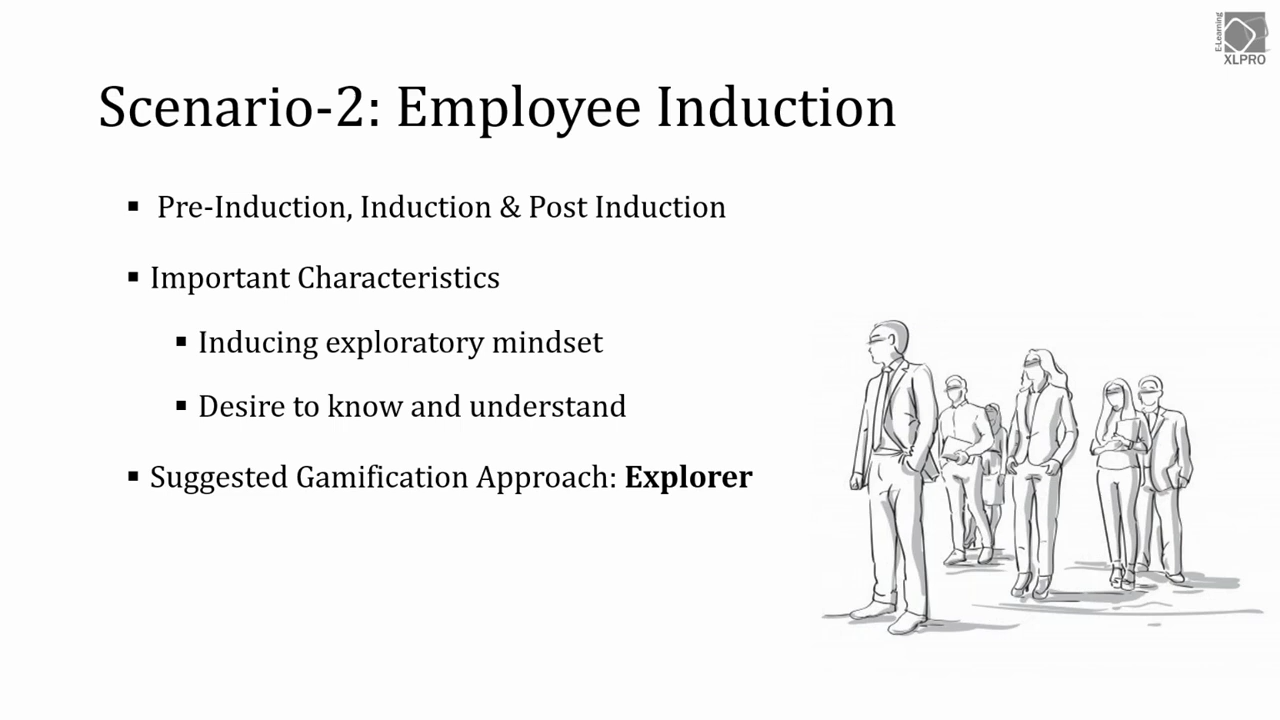 E-Learning
XLPRO
Scenario-2: Employee Induction
▪ Pre-Induction, Induction & Post Induction
▪ Important Characteristics
▪ Inducing exploratory mindset
▪ Desire to know and understand
▪ Suggested Gamification Approach: Explorer